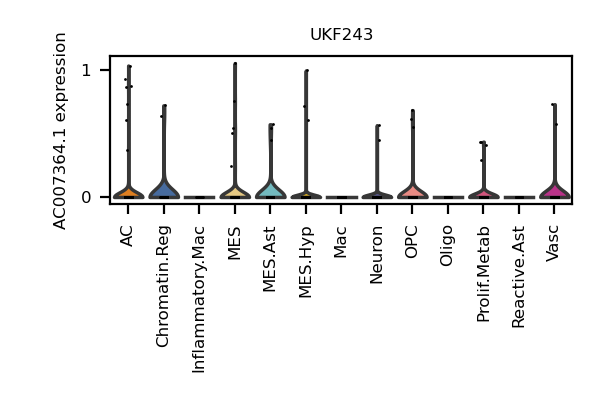 UKF243
AC007364.1 expression
1
0
AC
Chromatin.Reg
Inflammatory.Mac
MES
MES.Ast
MES.Hyp
Mac
Neuron
OPC
Oligo
Prolif.Metab
Reactive.Ast
Vasc